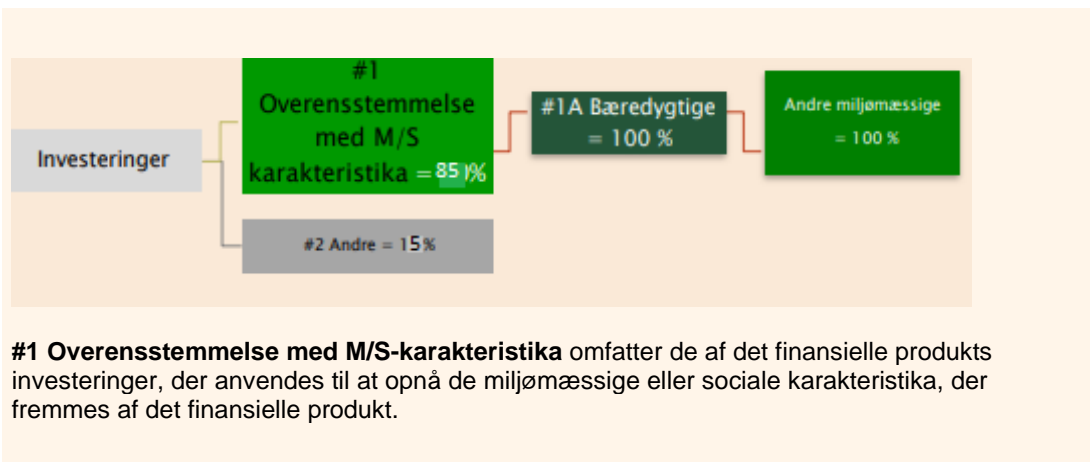 #1
Overensstemmelse
med M/S
karakteristika = 85 )%
Investeringer
#1A Bæredygtige
= 100 %
Andre miljømæssige
= 100 %
#2 Andre = 15%
#1 Overensstemmelse med M/S-karakteristika omfatter de af det finansielle produkts
investeringer, der anvendes til at opnå de miljømæssige eller sociale karakteristika, der
fremmes af det finansielle produkt.